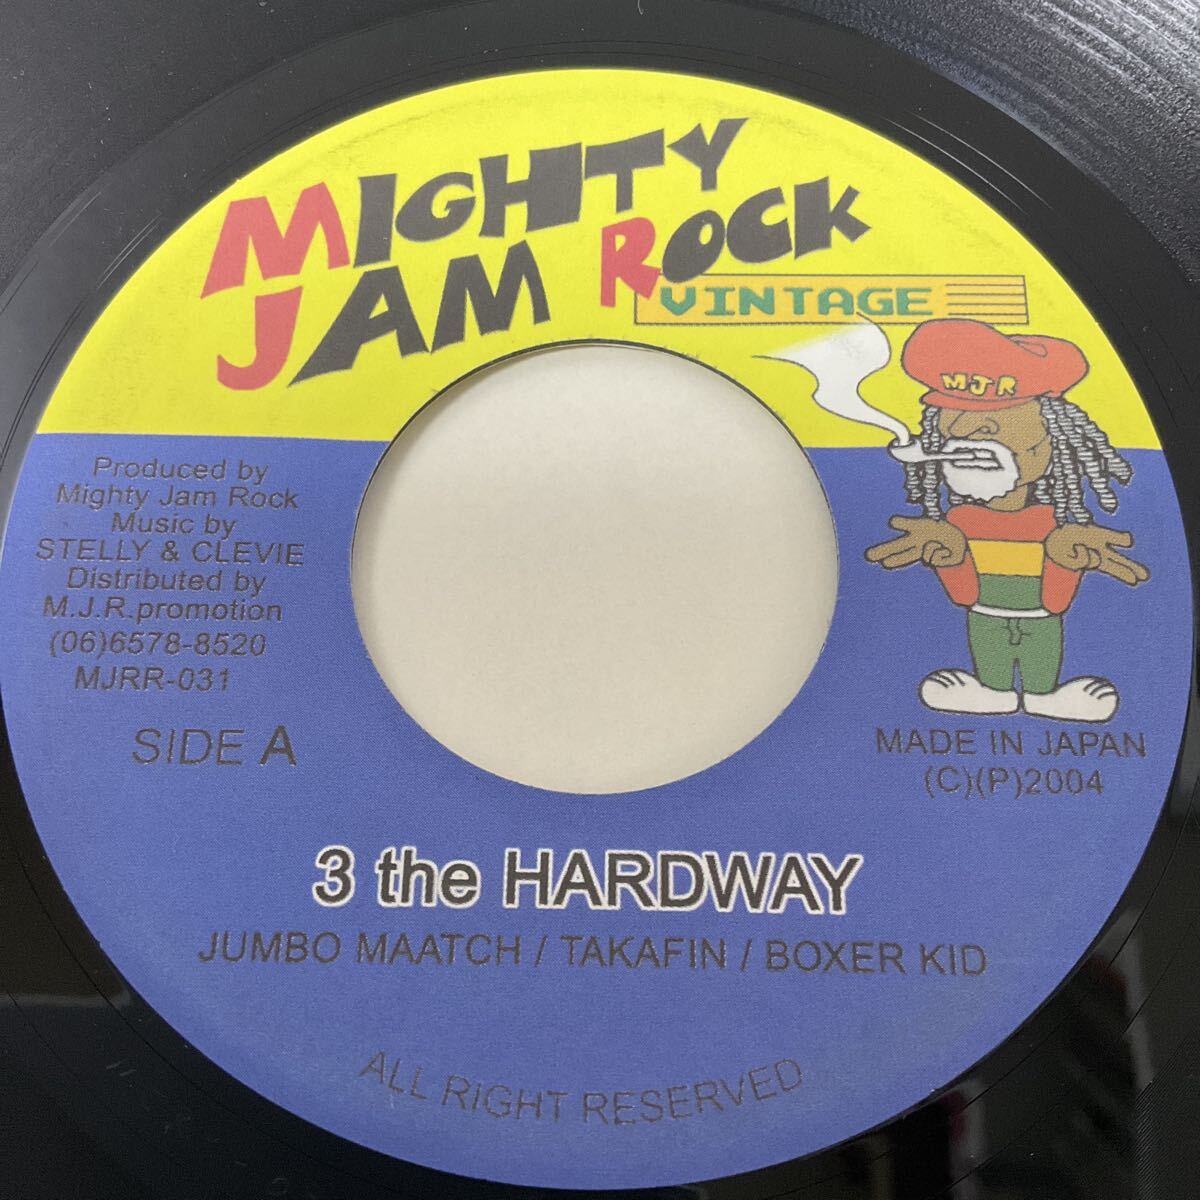 MIGHTY
JAM ROCK
VINTAGE
MJR
Produced by
Mighty Jam Rock
Music by
STELLY & CLEVIE
Distributed by
M.J.R.promotion
(06)6578-8520
MJRR-031
SIDE A
MADE IN JAPAN
(C)(P)2004
3 the HARDWAY
JUMBO MAATCH / TAKAFIN / BOXER KID
ALL RIGHT RESERVED